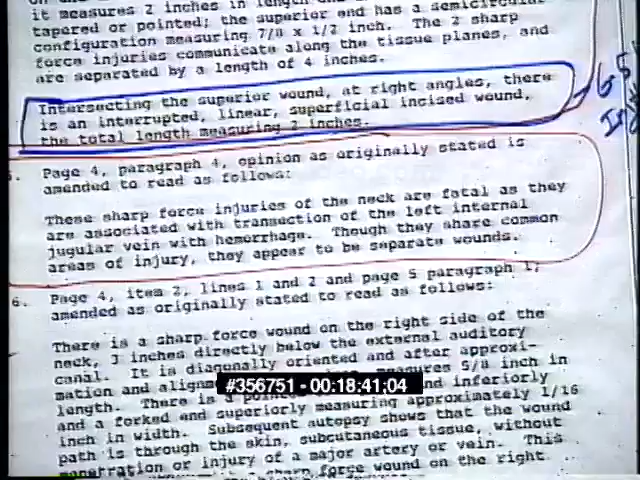 it measures 2 inches in length and
tapered or pointed; the superior end has a semicircular
configuration measuring 7/8 x 1/2 inch. The 2 sharp
force injuries communicate along the tissue planes, and
are separated by a length of 4 inches.
Intersecting the superior wound, at right angles, there
is an interrupted, linear, superficial incised wound,
the total length measuring 2 inches.
5. Page 4, paragraph 4, opinion as originally stated is
amended to read as follows:
These sharp force injuries of the neck are fatal as they
are associated with transection of the left internal
jugular vein with hemorrhage. Though they share common
areas of injury, they appear to be separate wounds.
6. Page 4, item 2, lines 1 and 2 and page 5 paragraph 1,
amended as originally stated to read as follows:
There is a sharp force wound on the right side of the
neck, 3 inches directly below the external auditory
canal. It is diagonally oriented and after approxi-
mation and alignm measures 5/8 inch in
length. There is a pointed end inferiorly
and a forked end superiorly measuring approximately 1/16
inch in width. Subsequent autopsy shows that the wound
path is through the skin, subcutaneous tissue, without
penetration or injury of a major artery or vein. This
sharp force wound on the right
#356751 - 00:18:41:04